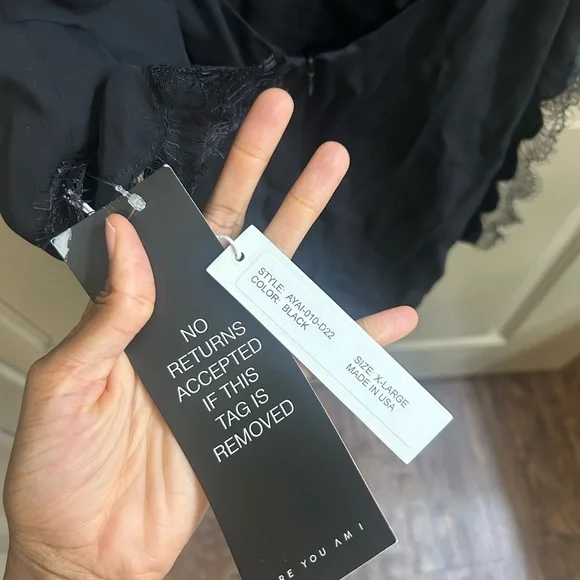 NO
RETURNS
ACCEPTED
IF THIS
TAG IS
REMOVED
RE YOU AM I
STYLE: AYAI-010-D22
COLOR: BLACK
SIZE: X-LARGE
MADE IN USA